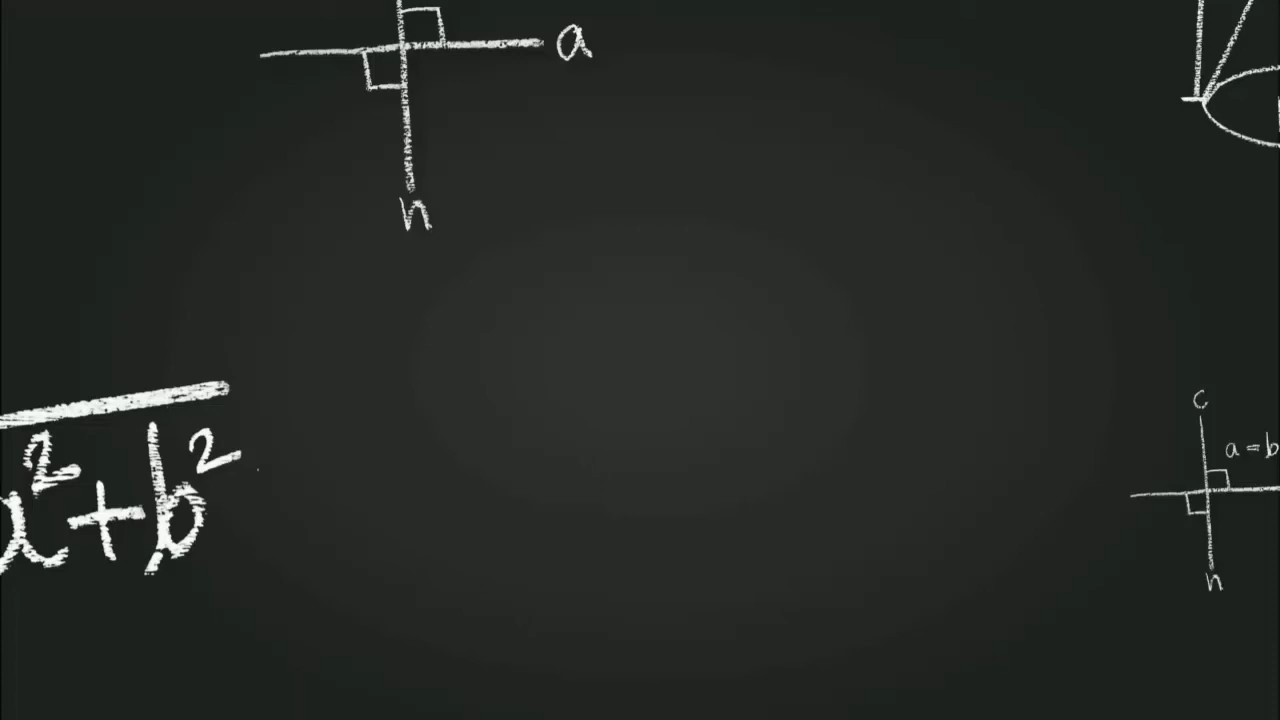 a
n
c
a = b
a² + b²
n